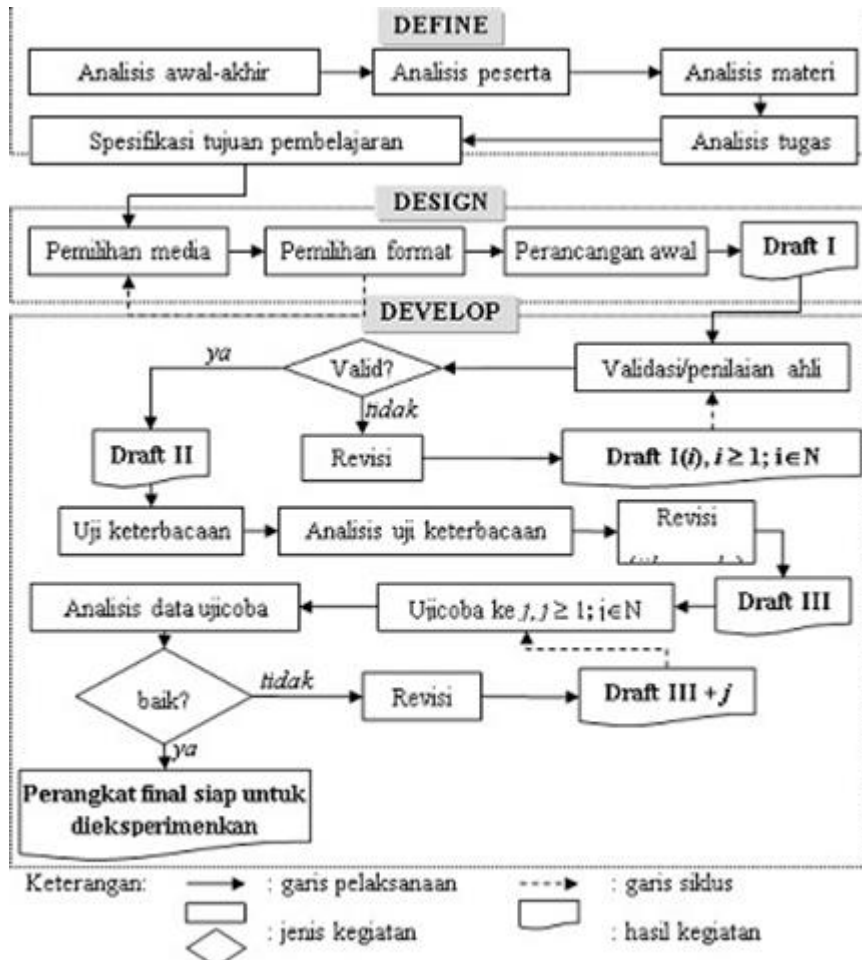 DEFINE
Analisis awal-akhir
Analisis peserta
Analisis materi
Spesifikasi tujuan pembelajaran
Analisis tugas
DESIGN
Pemilihan media
Pemilihan format
Perancangan awal
Draft I
DEVELOP
ya
Valid?
Validasi/penilaian ahli
tidak
Draft II
Revisi
Draft I(i), i ≥ 1; i∈N
Uji keterbacaan
Analisis uji keterbacaan
Revisi
Analisis data ujicoba
Ujicoba ke j, j ≥ 1; j∈N
Draft III
baik?
tidak
Revisi
Draft III + j
ya
Perangkat final siap untuk
dieksperimenkan
Keterangan:
: garis pelaksanaan
: garis siklus
: jenis kegiatan
: hasil kegiatan